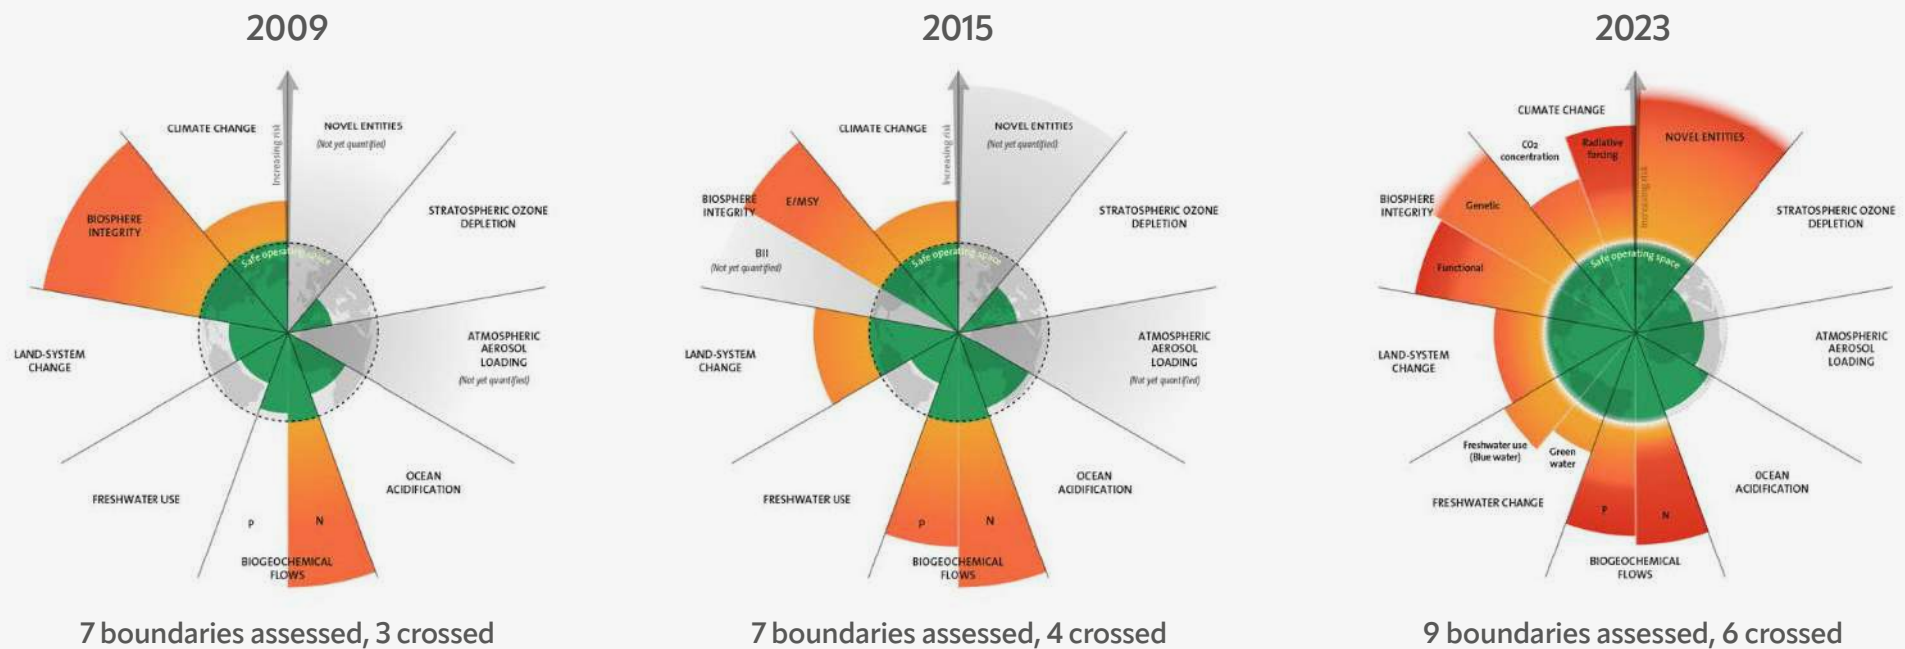 2009
CLIMATE CHANGE
Increasing risk
NOVEL ENTITIES
(Not yet quantified)
STRATOSPHERIC OZONE
DEPLETION
BIOSPHERE
INTEGRITY
Safe operating space
ATMOSPHERIC
AEROSOL
LOADING
(Not yet quantified)
LAND-SYSTEM
CHANGE
OCEAN
ACIDIFICATION
FRESHWATER USE
P
N
BIOGEOCHEMICAL
FLOWS
7 boundaries assessed, 3 crossed
2015
CLIMATE CHANGE
Increasing risk
NOVEL ENTITIES
(Not yet quantified)
STRATOSPHERIC OZONE
DEPLETION
BIOSPHERE
INTEGRITY
E/MSY
BII
(Not yet quantified)
Safe operating space
ATMOSPHERIC
AEROSOL
LOADING
(Not yet quantified)
LAND-SYSTEM
CHANGE
OCEAN
ACIDIFICATION
FRESHWATER USE
P
N
BIOGEOCHEMICAL
FLOWS
7 boundaries assessed, 4 crossed
2023
CLIMATE CHANGE
CO₂
concentration
Radiative
forcing
Increasing risk
NOVEL ENTITIES
STRATOSPHERIC OZONE
DEPLETION
BIOSPHERE
INTEGRITY
Genetic
Functional
Safe operating space
ATMOSPHERIC
AEROSOL
LOADING
LAND-SYSTEM
CHANGE
Freshwater use
(Blue water)
Green
water
FRESHWATER CHANGE
OCEAN
ACIDIFICATION
P
N
BIOGEOCHEMICAL
FLOWS
9 boundaries assessed, 6 crossed